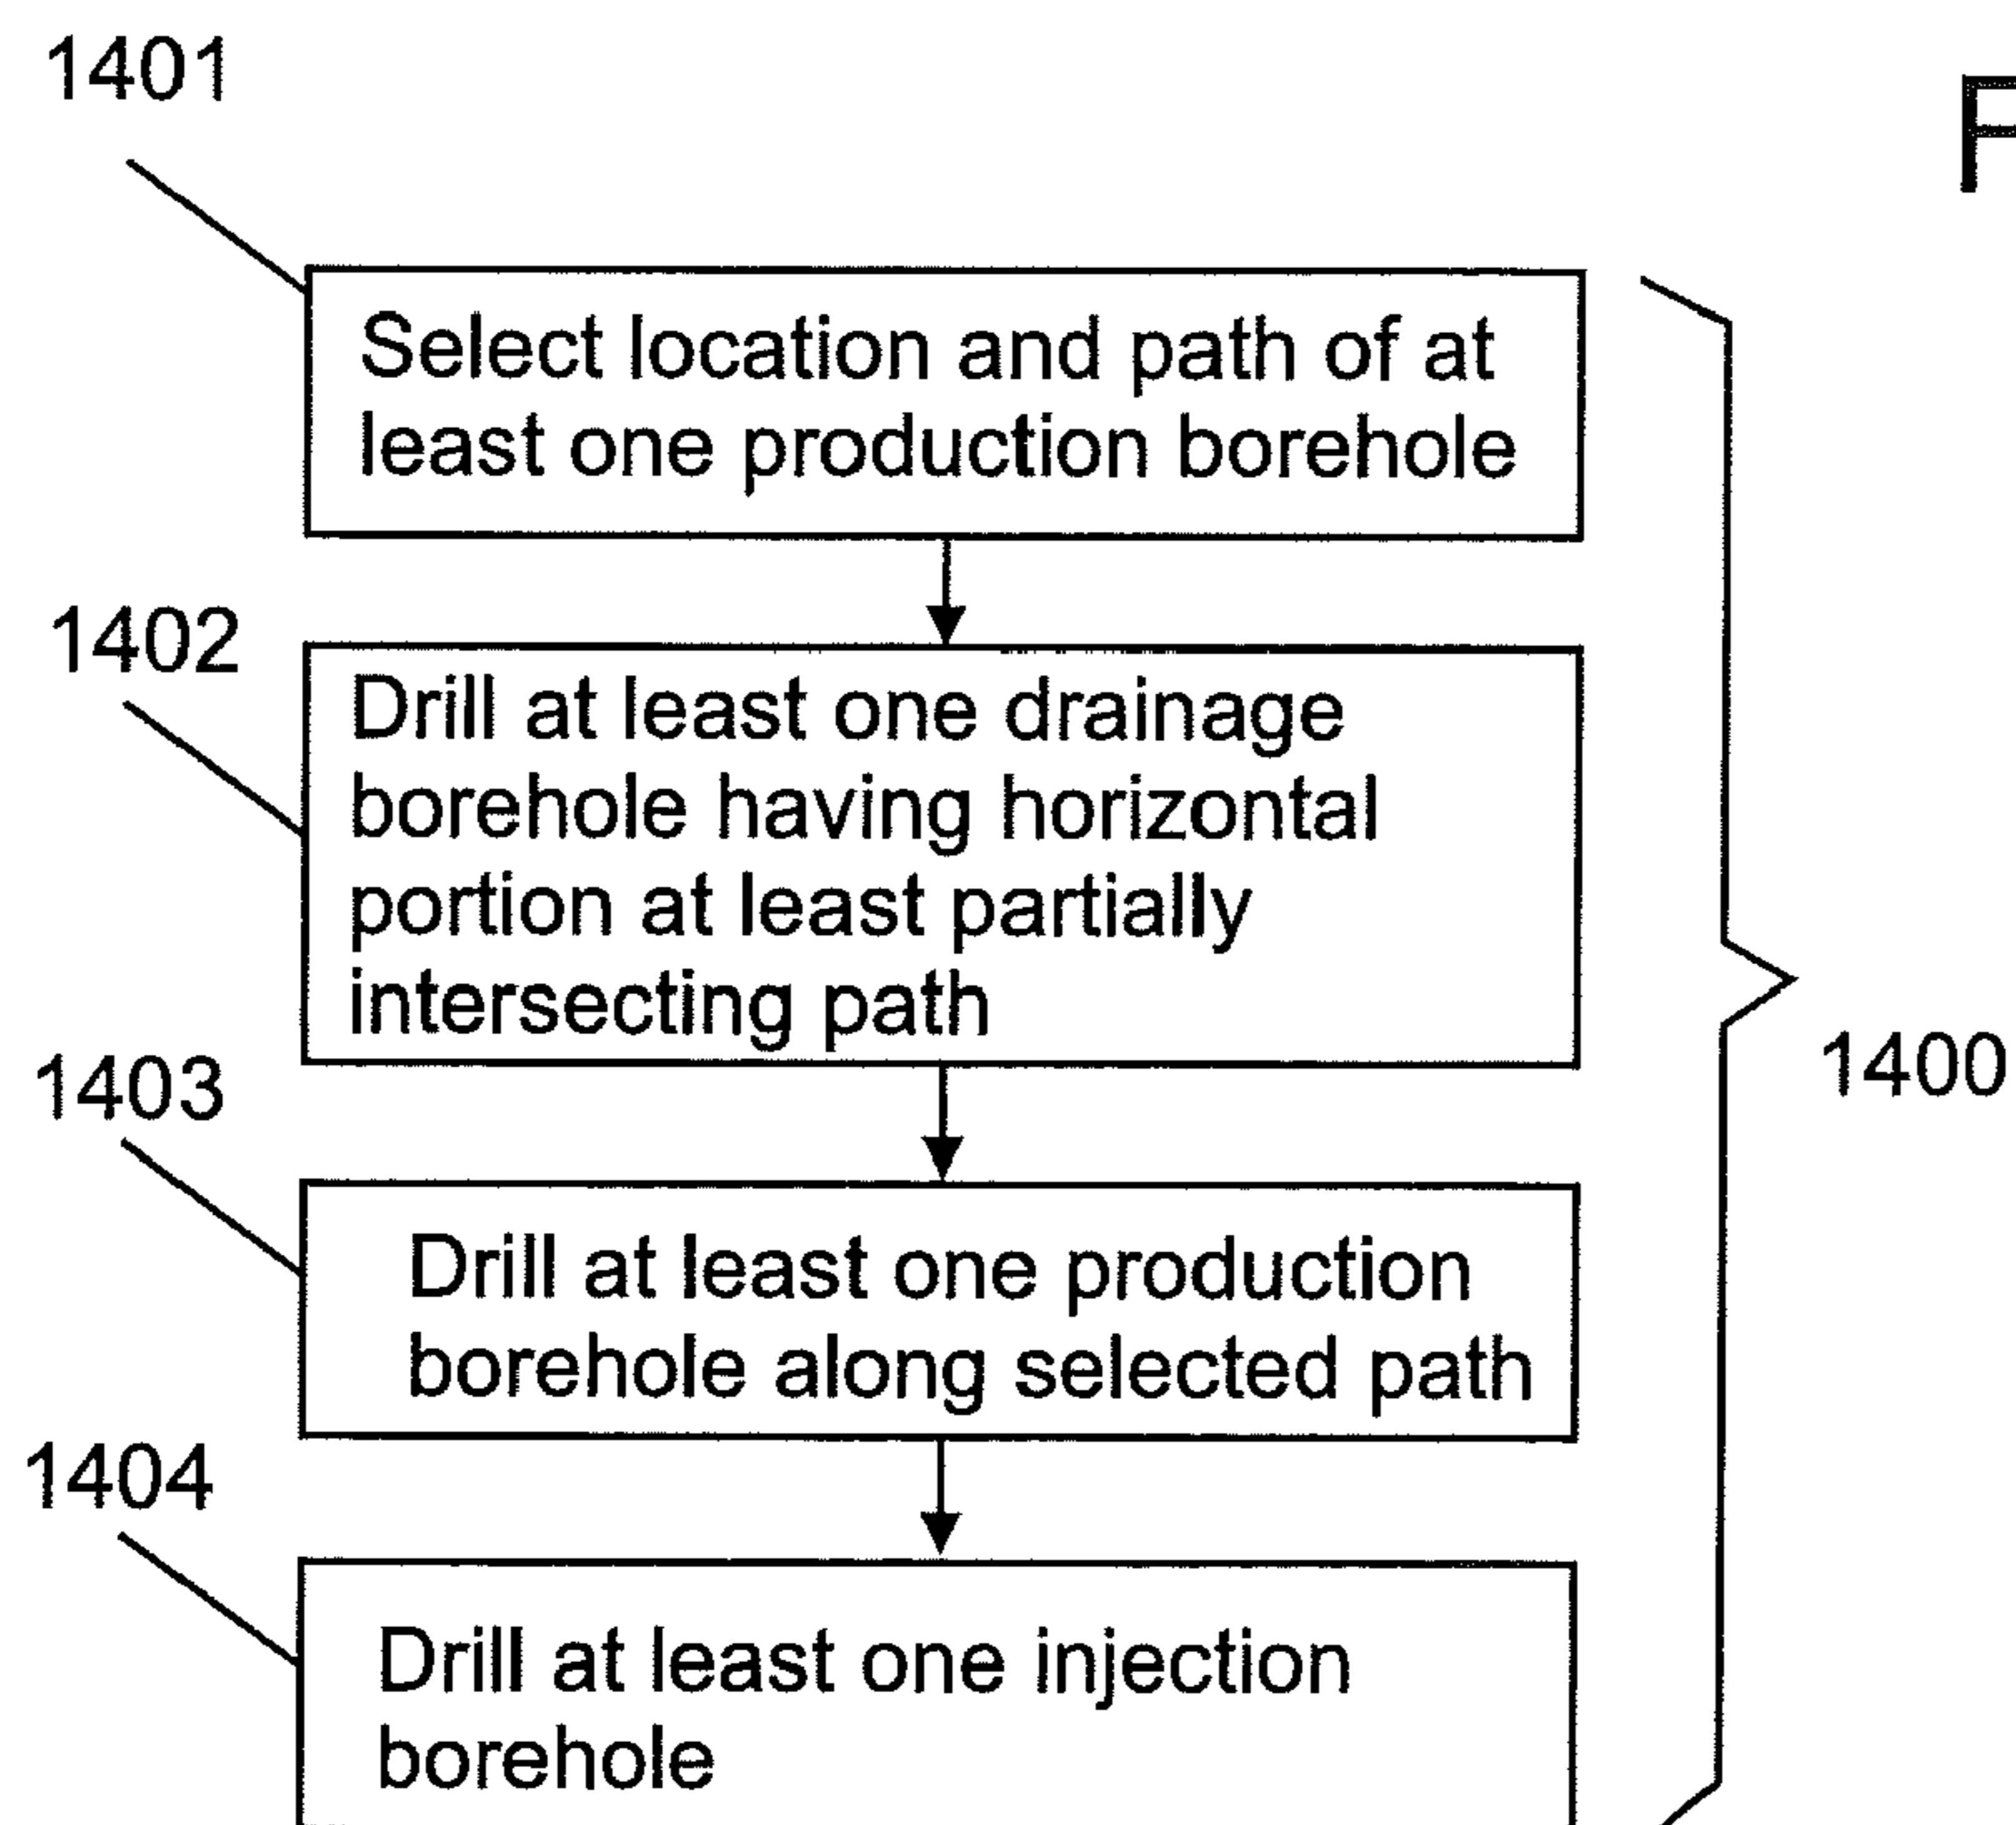 1401
F
Select location and path of at
least one production borehole
1402
Drill at least one drainage
borehole having horizontal
portion at least partially
intersecting path
1403
1400
Drill at least one production
borehole along selected path
1404
Drill at least one injection
borehole